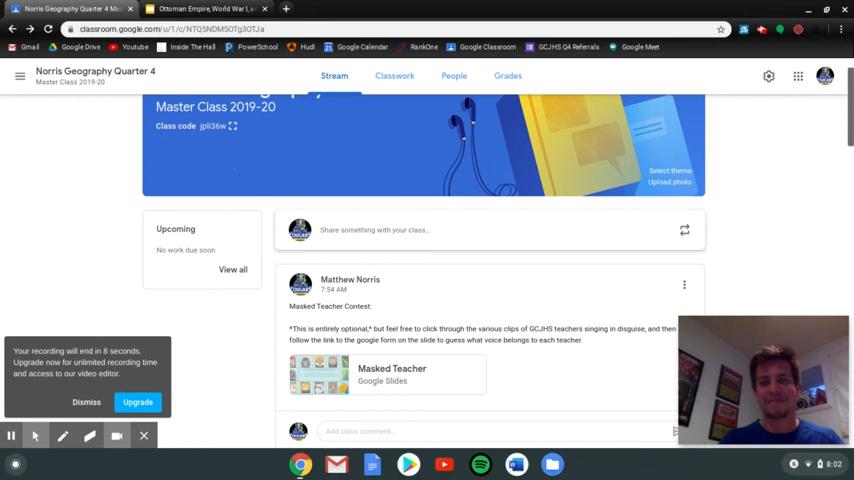 Norris Geography Quarter 4 Mas
Ottoman Empire, World War I, an
classroom.google.com/u/1/c/NTQ5NDM5OTg3OTJa
Gmail
Google Drive
Youtube
Inside The Hall
PowerSchool
Hudl
Google Calendar
RankOne
Google Classroom
GCJHS Q4 Referrals
Google Meet
Norris Geography Quarter 4
Master Class 2019-20
Stream
Classwork
People
Grades
Master Class 2019-20
Class code jpli36w
Select theme
Upload photo
Upcoming
No work due soon
View all
Share something with your class...
Matthew Norris
7:54 AM
Masked Teacher Contest:
*This is entirely optional,* but feel free to click through the various clips of GCJHS teachers singing in disguise, and then
follow the link to the google form on the slide to guess what voice belongs to each teacher.
Masked Teacher
Google Slides
Add class comment...
Your recording will end in 8 seconds.
Upgrade now for unlimited recording time
and access to our video editor.
Dismiss
Upgrade
8:02